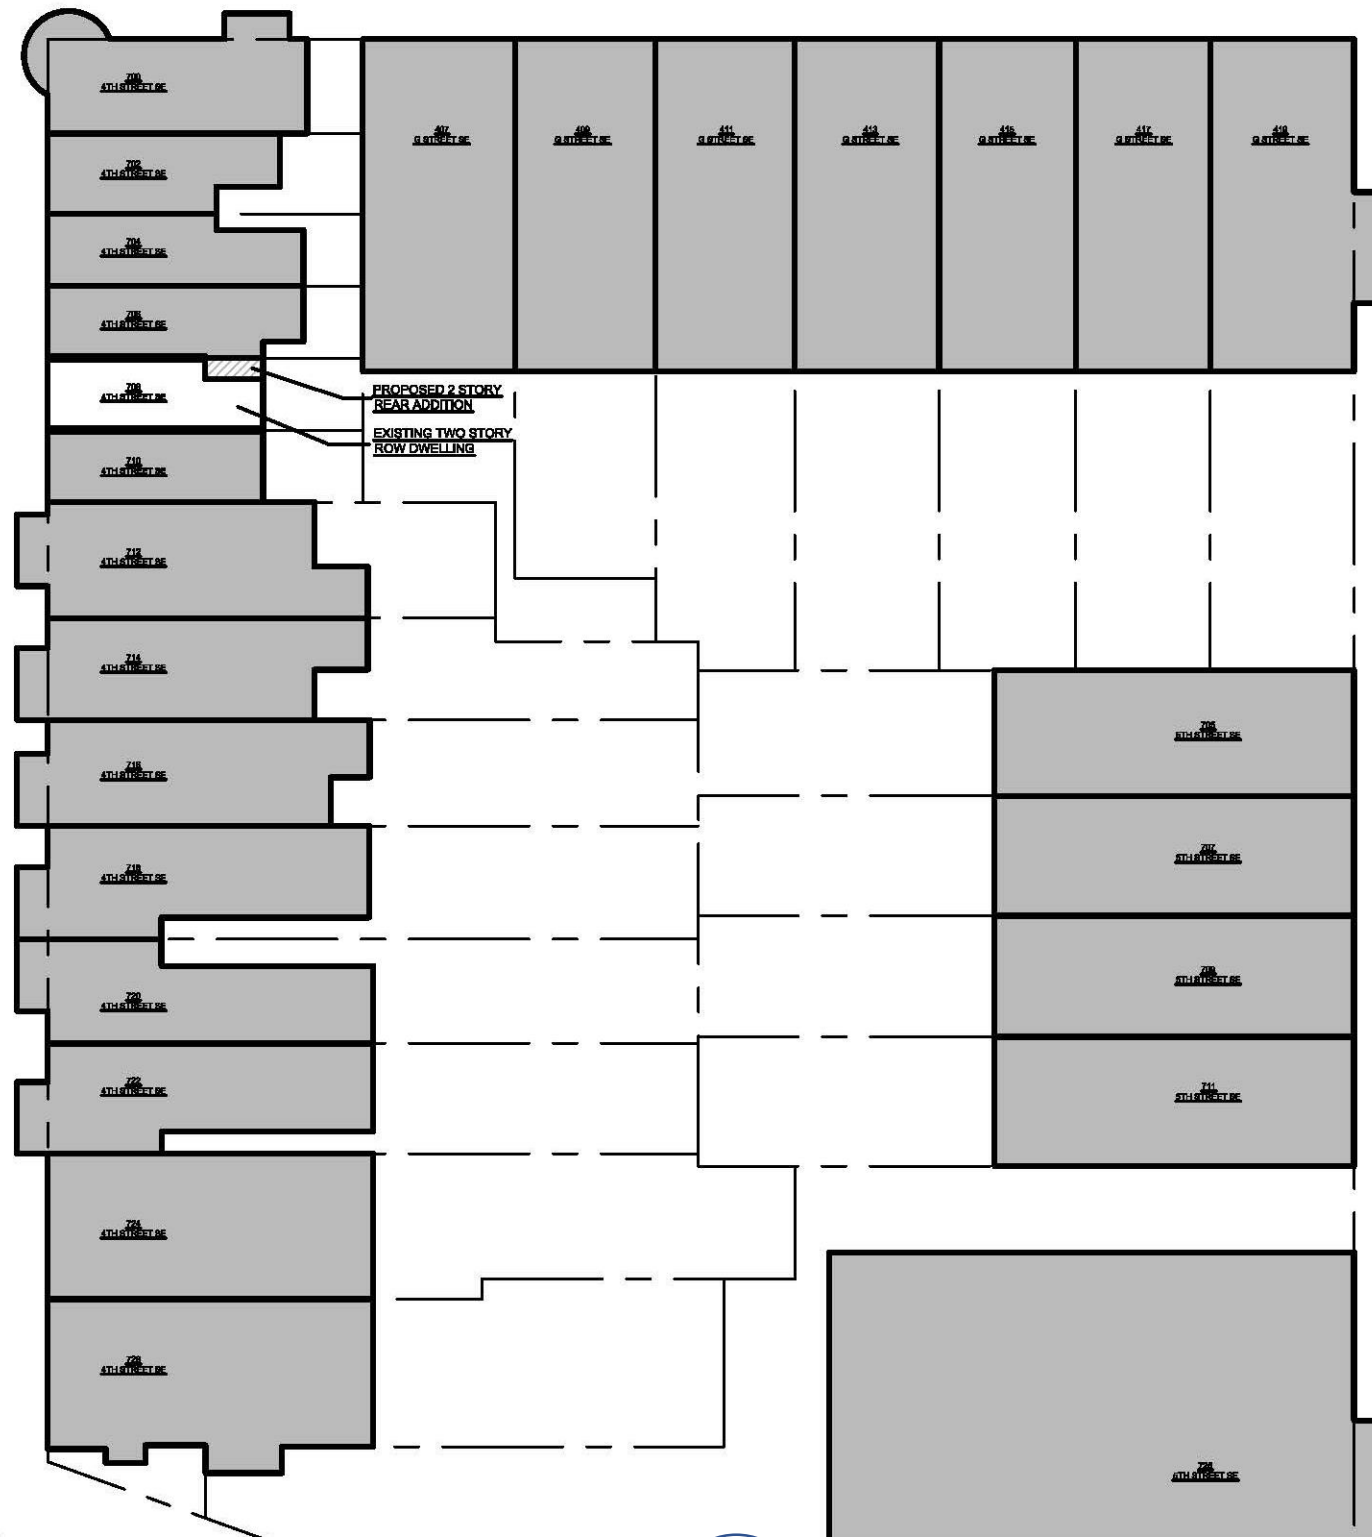 700
4TH STREET SE
702
4TH STREET SE
704
4TH STREET SE
706
4TH STREET SE
708
4TH STREET SE
710
4TH STREET SE
712
4TH STREET SE
714
4TH STREET SE
716
4TH STREET SE
718
4TH STREET SE
720
4TH STREET SE
722
4TH STREET SE
724
4TH STREET SE
4TH STREET SE
407
G STREET SE
409
G STREET SE
411
G STREET SE
413
G STREET SE
415
G STREET SE
417
G STREET SE
419
G STREET SE
PROPOSED 2 STORY
REAR ADDITION
EXISTING TWO STORY
ROW DWELLING
705
5TH STREET SE
707
5TH STREET SE
709
5TH STREET SE
711
5TH STREET SE
STREET SE